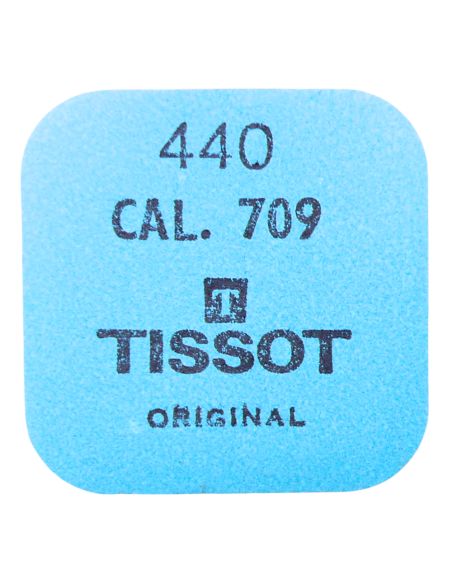 440
CAL. 709
T
TISSOT
ORIGINAL